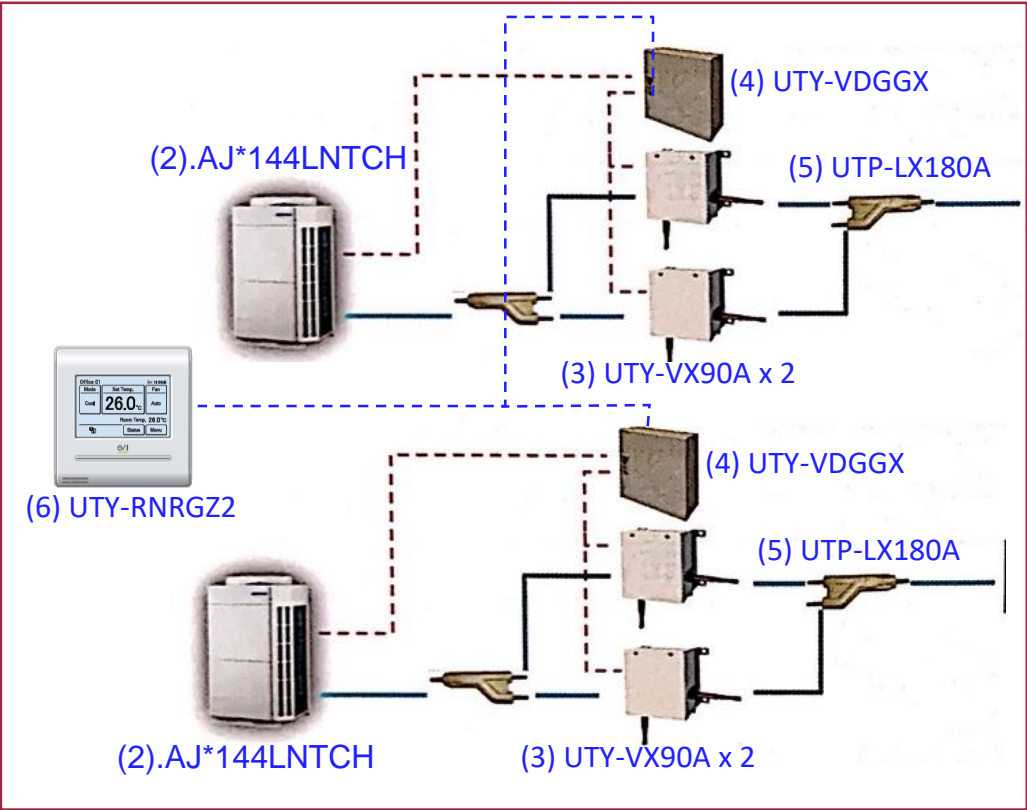 (4) UTY-VDGGX
(2).AJ*144LNTCH
(5) UTP-LX180A
(3) UTY-VX90A x 2
Office 01
Mode Set Temp. Fan
Cool 26.0 °C Auto
Room Temp. 26.0°C
Status Menu
(6) UTY-RNRGZ2
(4) UTY-VDGGX
(5) UTP-LX180A
(2).AJ*144LNTCH
(3) UTY-VX90A x 2